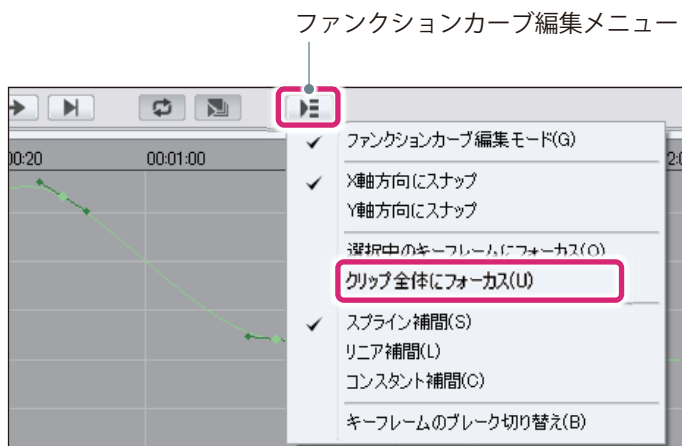 ファンクションカーブ編集メニュー
00:20
00:01:00
ファンクションカーブ編集モード(G)
X軸方向にスナップ
Y軸方向にスナップ
選択中のキーフレームにフォーカス(O)
クリップ全体にフォーカス(U)
スプライン補間(S)
リニア補間(L)
コンスタント補間(C)
キーフレームのブレーク切り替え(B)